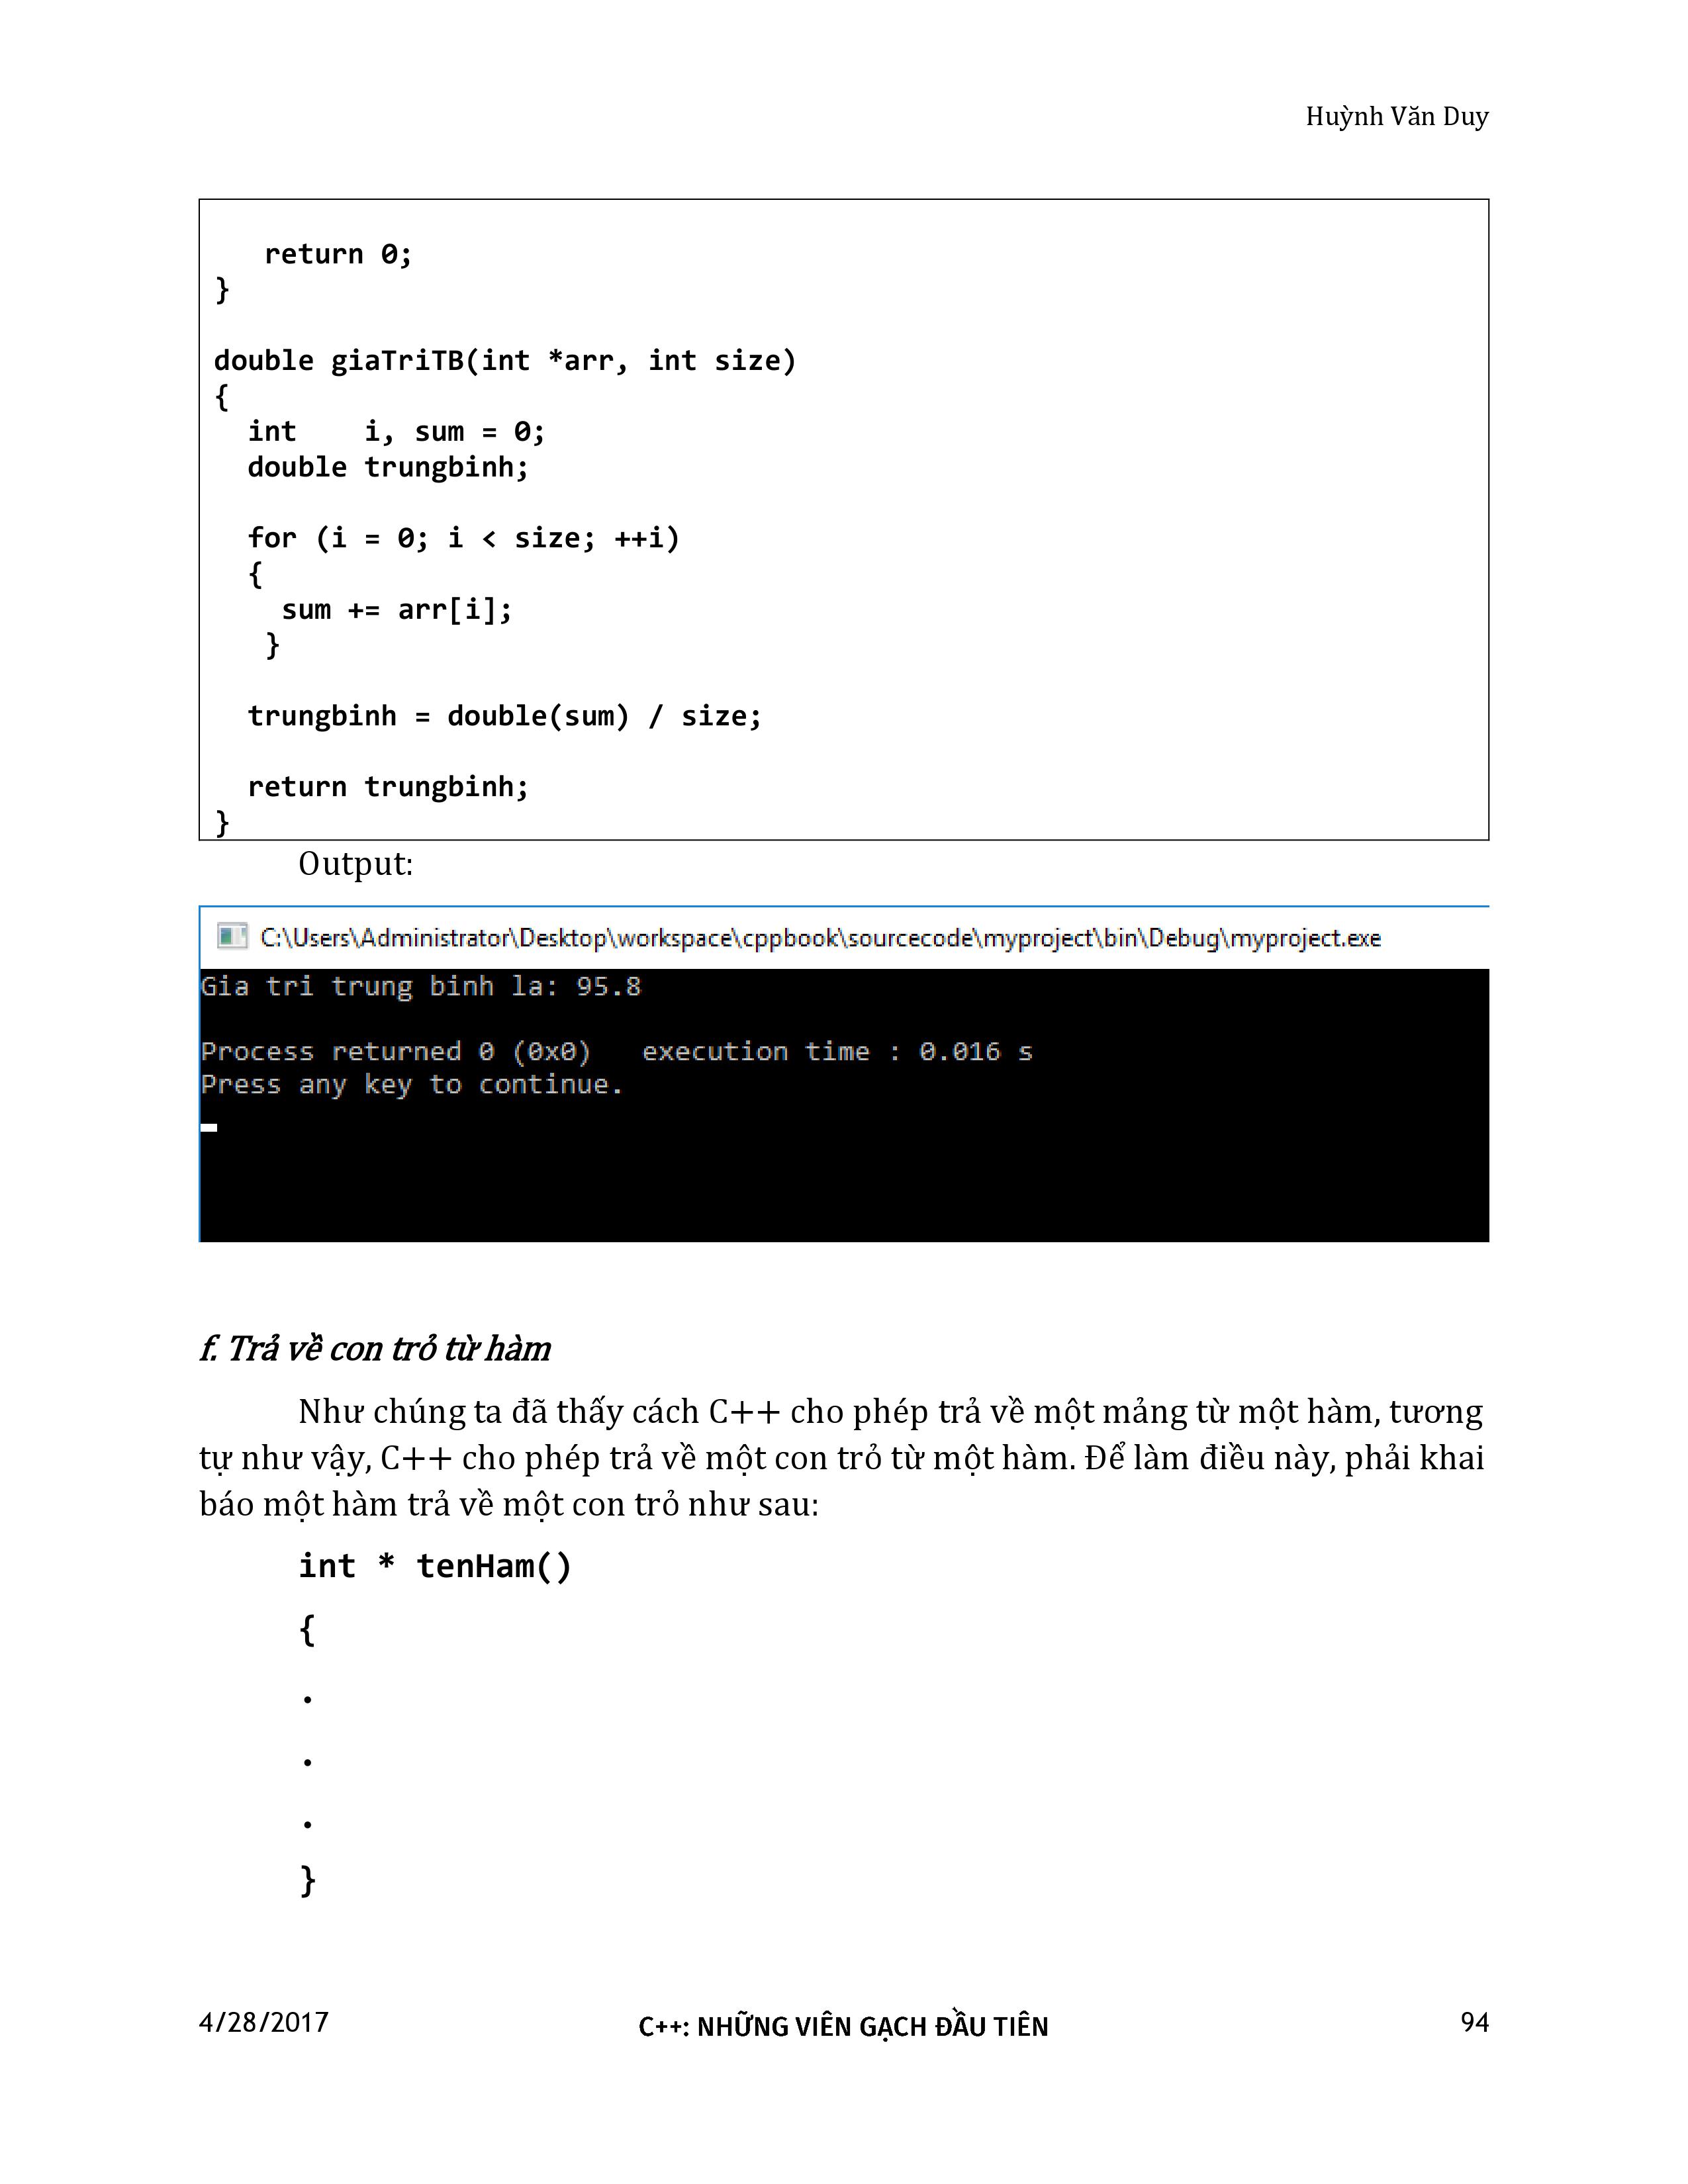 Huỳnh Văn Duy
return 0;
}
double giaTriTB(int *arr, int size)
{
int    i, sum = 0;
double trungbinh;
for (i = 0; i < size; ++i)
{
sum += arr[i];
}
trungbinh = double(sum) / size;
return trungbinh;
}
Output:
C:\Users\Administrator\Desktop\workspace\cppbook\sourcecode\myproject\bin\Debug\myproject.exe
Gia tri trung binh la: 95.8
Process returned 0 (0x0)   execution time : 0.016 s
Press any key to continue.
f. Trả về con trỏ từ hàm
Như chúng ta đã thấy cách C++ cho phép trả về một mảng từ một hàm, tương
tự như vậy, C++ cho phép trả về một con trỏ từ một hàm. Để làm điều này, phải khai
báo một hàm trả về một con trỏ như sau:
int * tenHam()
{
.
.
.
}
4/28/2017 C++: NHỮNG VIÊN GẠCH ĐẦU TIÊN 94